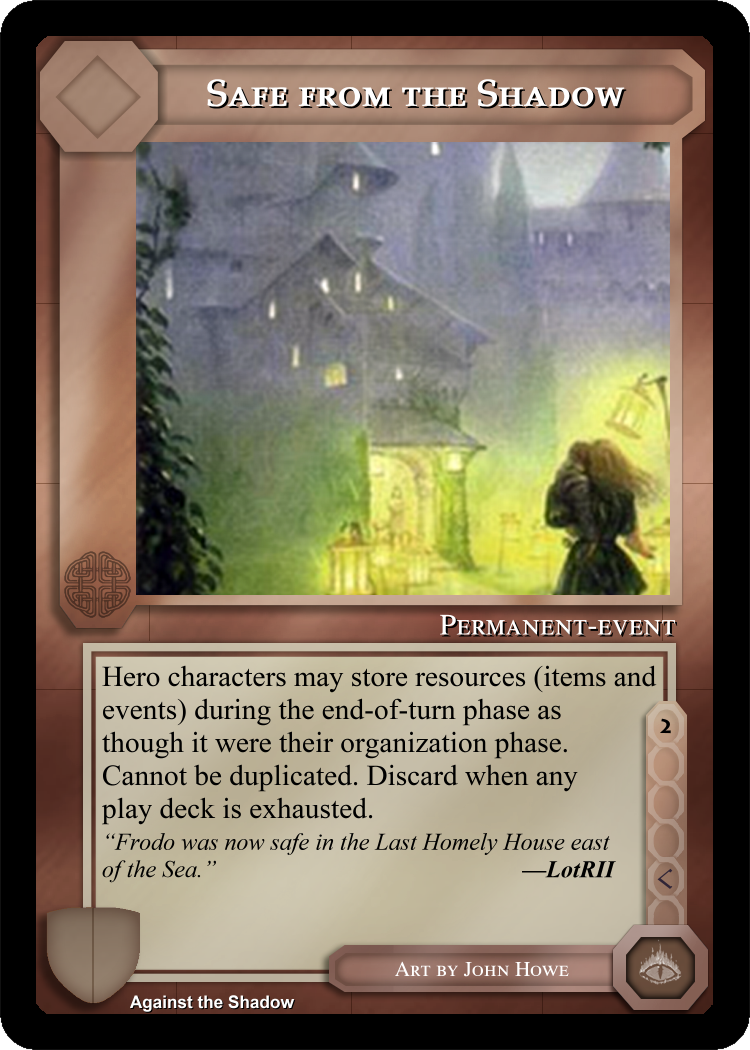 Safe from the Shadow
Permanent-event
Hero characters may store resources (items and
events) during the end-of-turn phase as
though it were their organization phase.
Cannot be duplicated. Discard when any
play deck is exhausted.
2
“Frodo was now safe in the Last Homely House east
of the Sea.” —LotRII
Art by John Howe
Against the Shadow